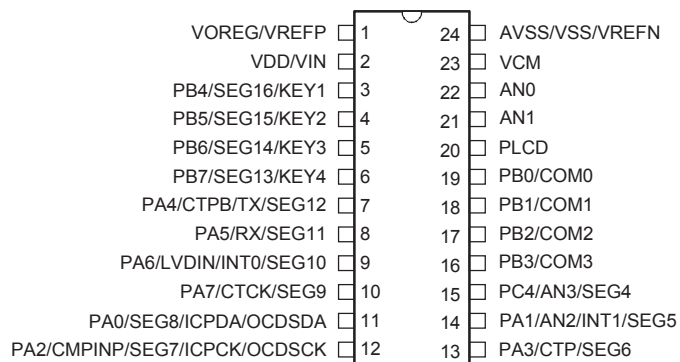 VOREG/VREFP 1 24 AVSS/VSS/VREFN
VDD/VIN 2 23 VCM
PB4/SEG16/KEY1 3 22 AN0
PB5/SEG15/KEY2 4 21 AN1
PB6/SEG14/KEY3 5 20 PLCD
PB7/SEG13/KEY4 6 19 PB0/COM0
PA4/CTPB/TX/SEG12 7 18 PB1/COM1
PA5/RX/SEG11 8 17 PB2/COM2
PA6/LVDIN/INT0/SEG10 9 16 PB3/COM3
PA7/CTCK/SEG9 10 15 PC4/AN3/SEG4
PA0/SEG8/ICPDA/OCDSDA 11 14 PA1/AN2/INT1/SEG5
PA2/CMPINP/SEG7/ICPCK/OCDSCK 12 13 PA3/CTP/SEG6